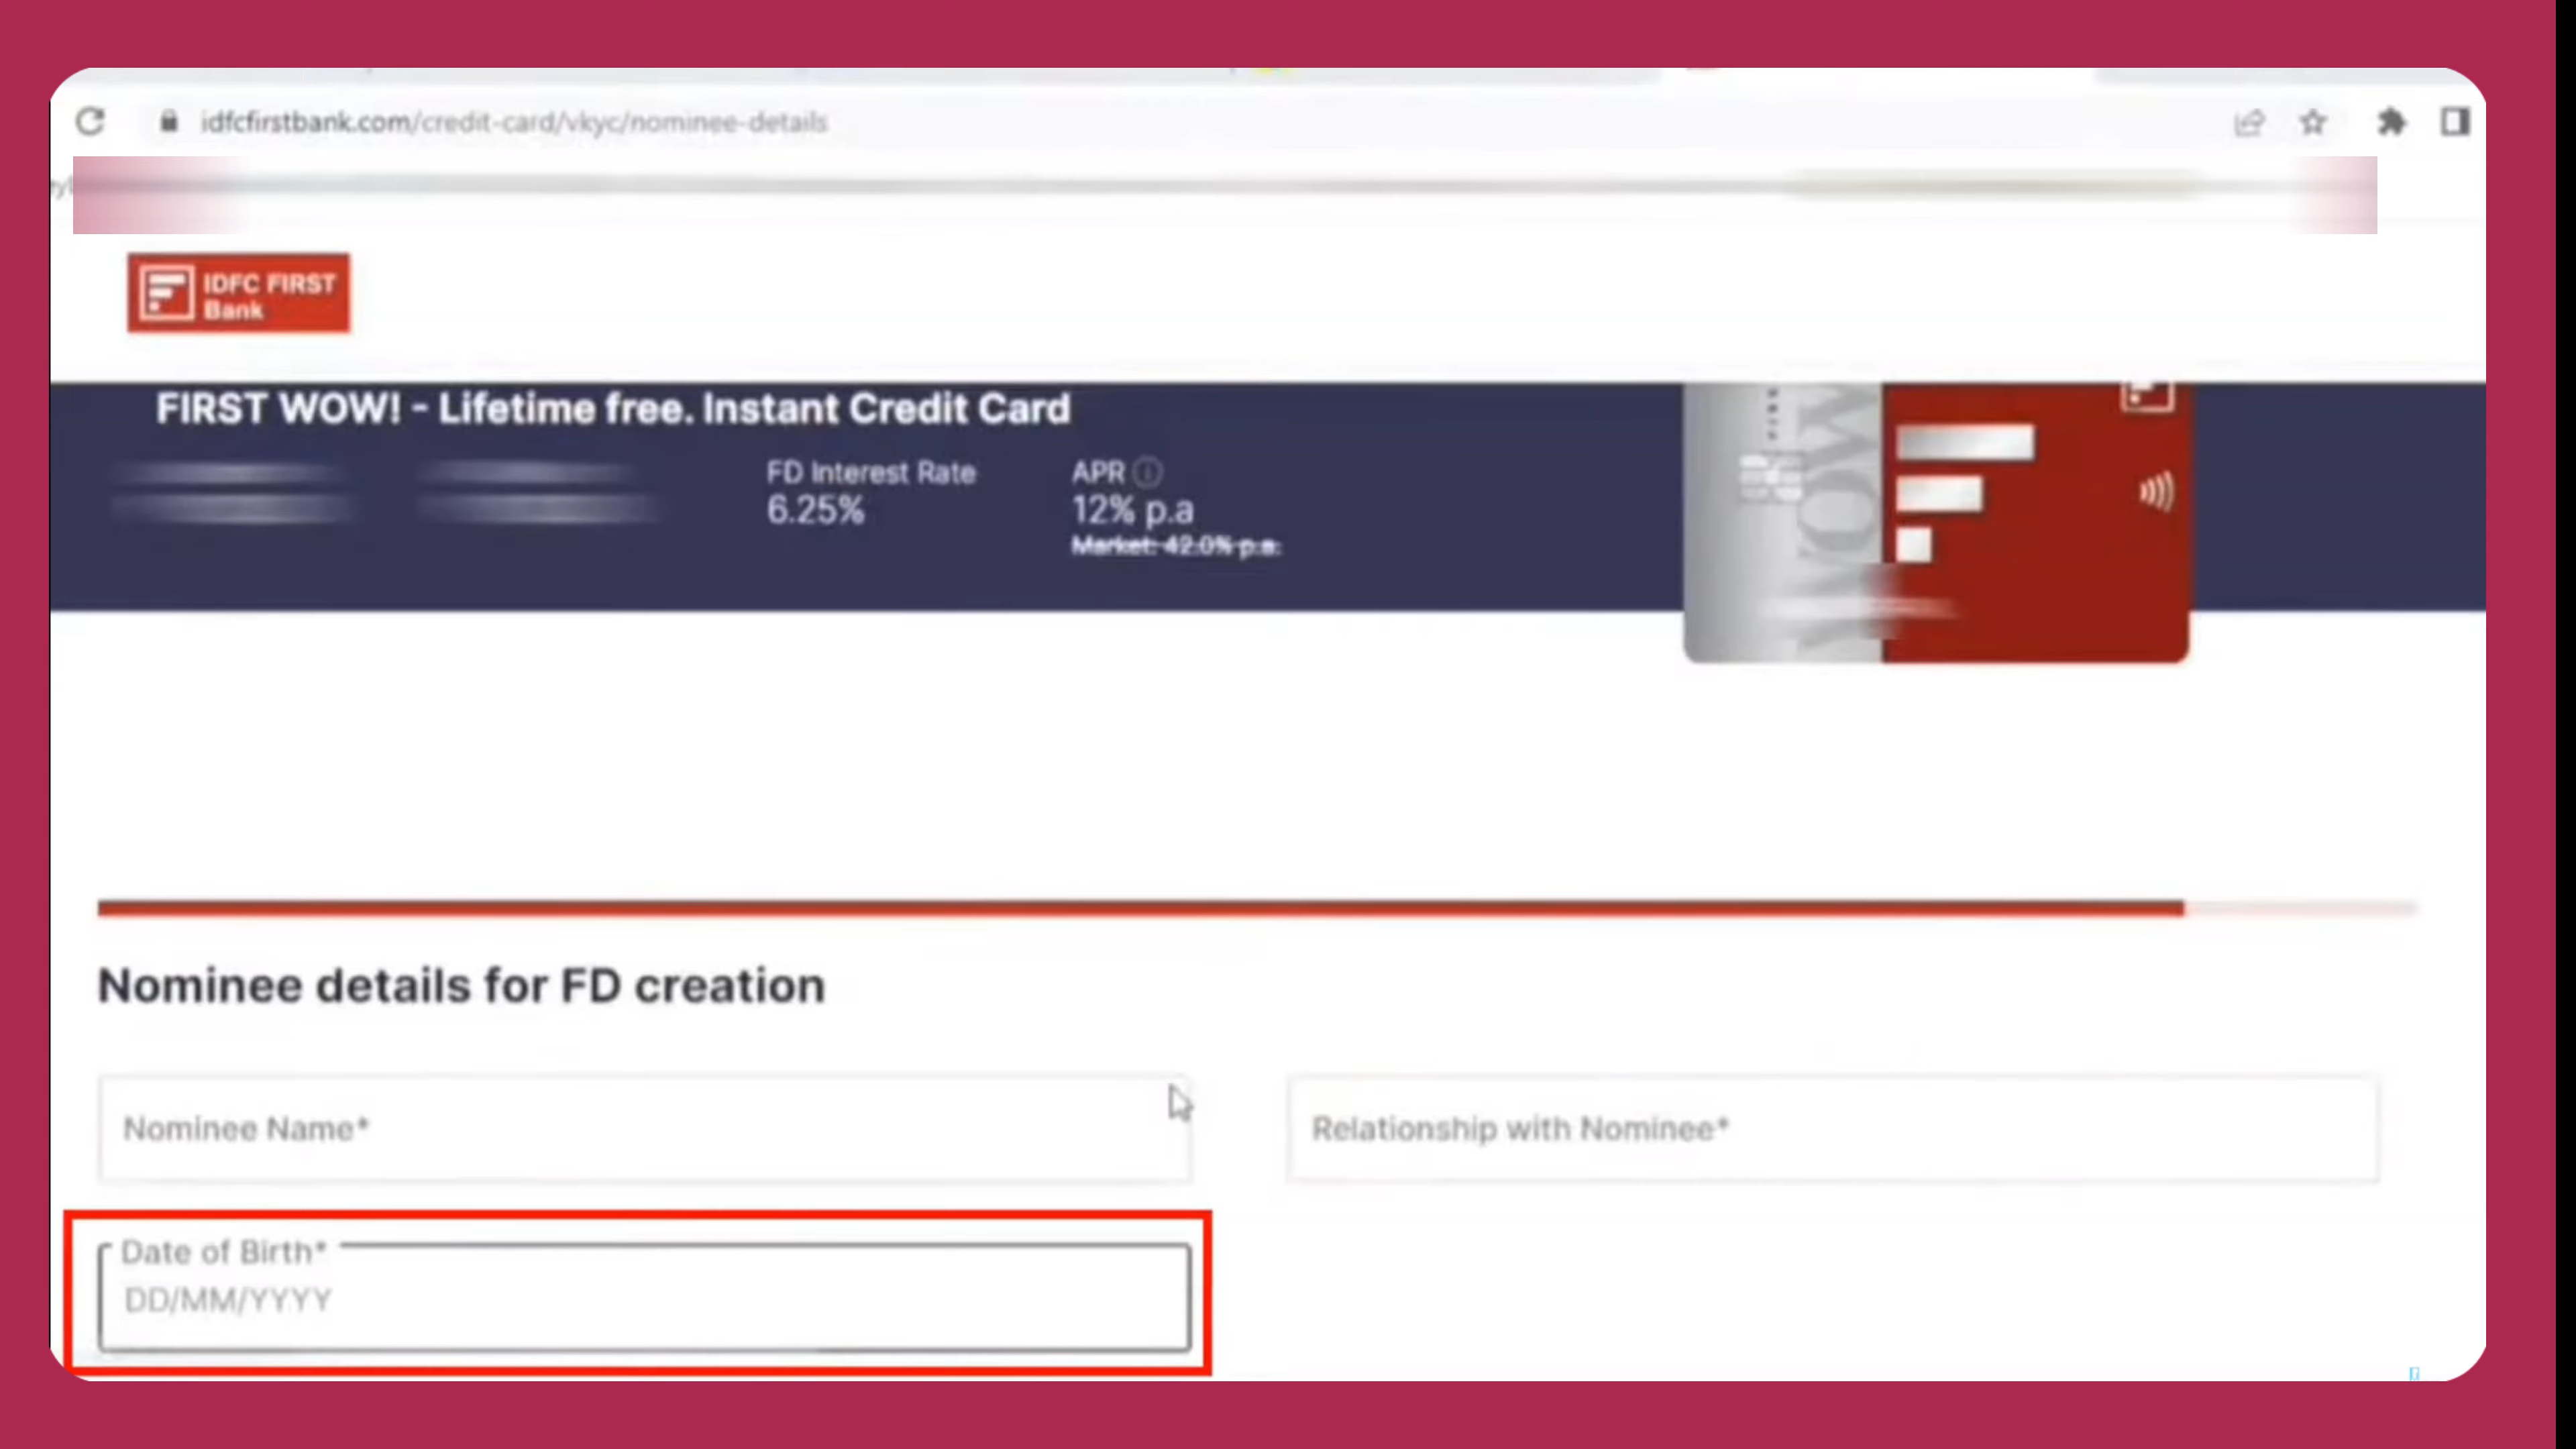 idfcfirstbank.com/credit-card/vkyc/nominee-details
IDFC FIRST
Bank
FIRST WOW! - Lifetime free. Instant Credit Card
FD Interest Rate
6.25%
APR
12% p.a
Market: 42.0% p.a.
WOW
Nominee details for FD creation
Nominee Name*
Relationship with Nominee*
Date of Birth*
DD/MM/YYYY